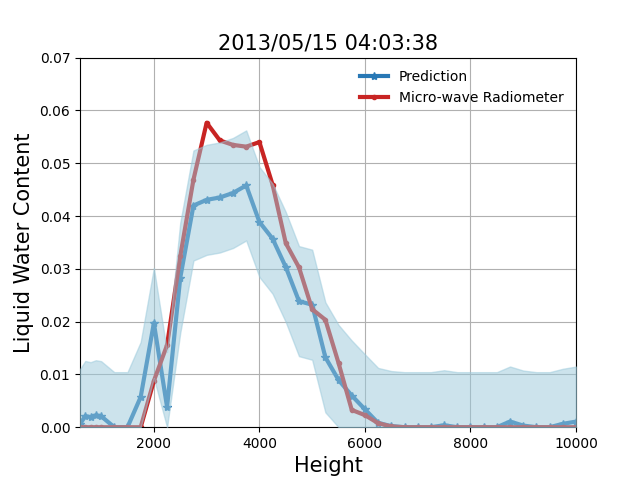 2013/05/15 04:03:38
Prediction
Micro-wave Radiometer
Liquid Water Content
0.07
0.06
0.05
0.04
0.03
0.02
0.01
0.00
2000 4000 6000 8000 10000
Height